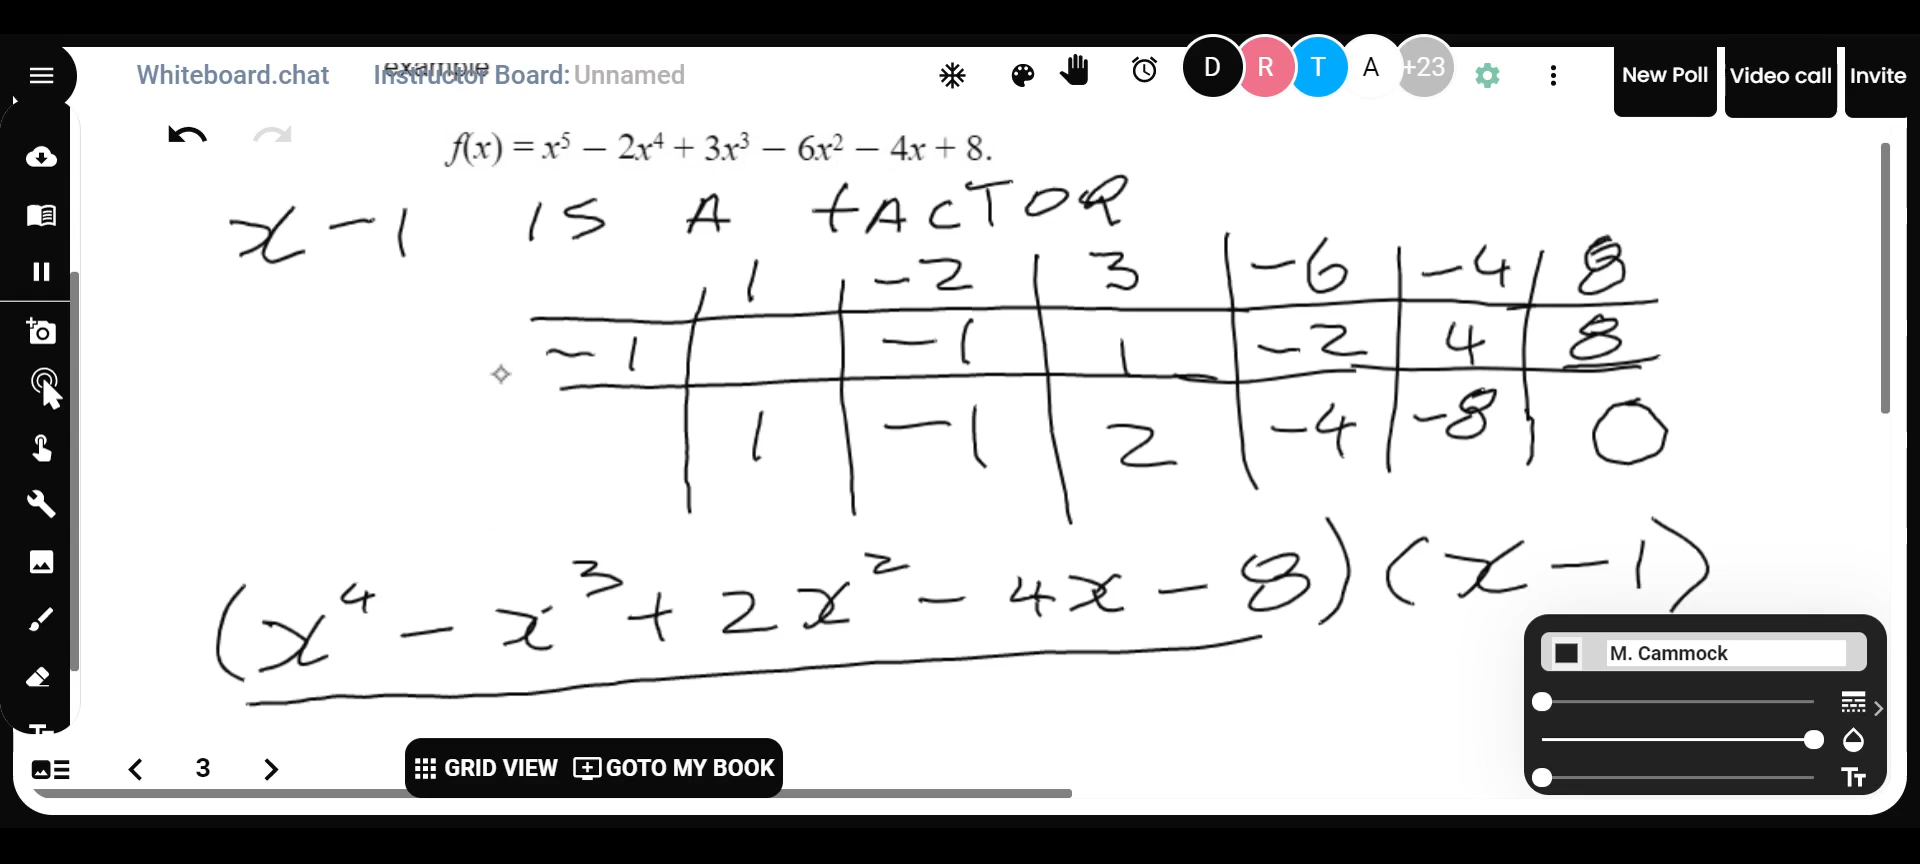 Whiteboard.chat Instructor Board: Unnamed D R T A +23 New Poll Video call Invite
example
f(x) = x⁵ − 2x⁴ + 3x³ − 6x² − 4x + 8.
x − 1 IS A fACTOR
1 | −2 | 3 | −6 | −4 | 8
−1 | | −1 | 1 | −2 | 4 | 8
1 | −1 | 2 | −4 | −8 | 0
(x⁴ − x³ + 2x² − 4x − 8)(x − 1)
M. Cammock
3 GRID VIEW GOTO MY BOOK